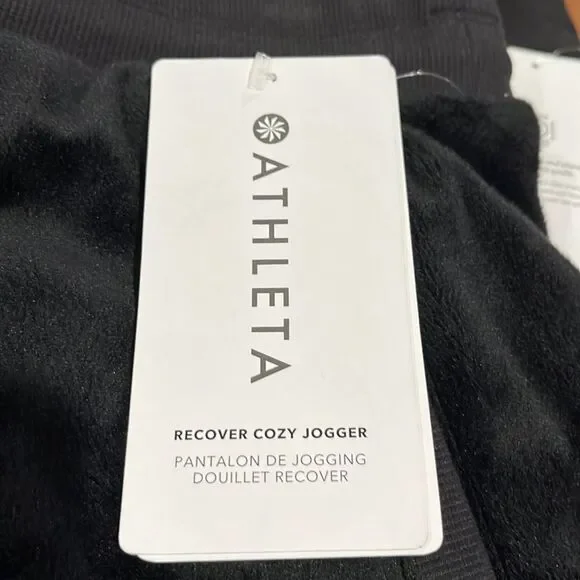 ATHLETA
RECOVER COZY JOGGER
PANTALON DE JOGGING
DOUILLET RECOVER